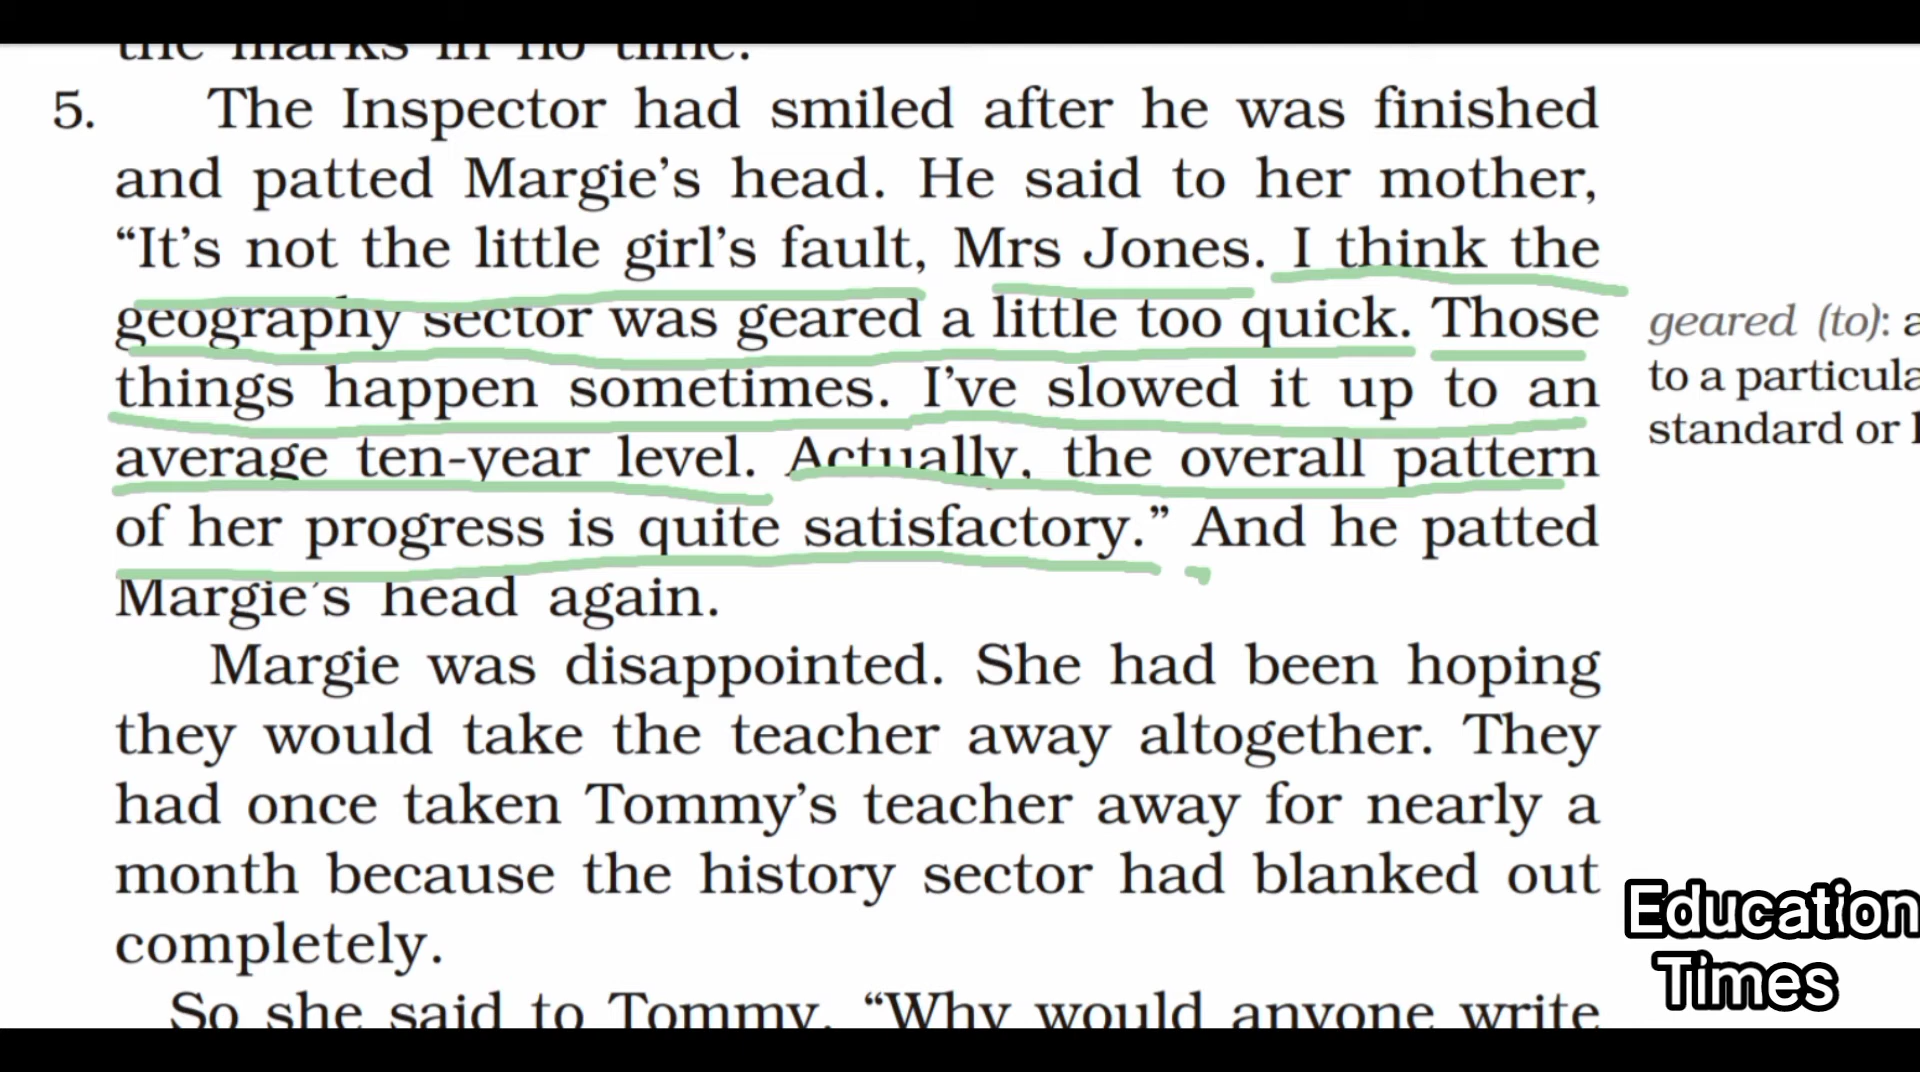 the marks in no time.
5. The Inspector had smiled after he was finished
and patted Margie's head. He said to her mother,
“It's not the little girl's fault, Mrs Jones. I think the
geography sector was geared a little too quick. Those
things happen sometimes. I've slowed it up to an
average ten-year level. Actually, the overall pattern
of her progress is quite satisfactory.” And he patted
Margie's head again.
Margie was disappointed. She had been hoping
they would take the teacher away altogether. They
had once taken Tommy's teacher away for nearly a
month because the history sector had blanked out
completely.
So she said to Tommy, “Why would anyone write
geared (to): a
to a particula
standard or
Education
Times